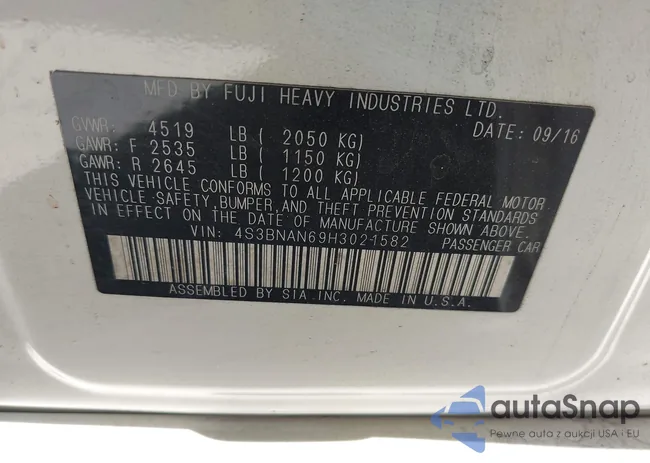 MFD BY FUJI HEAVY INDUSTRIES LTD.
DATE: 09/16
GVWR: 4519 LB ( 2050 KG)
GAWR: F 2535 LB ( 1150 KG)
GAWR: R 2645 LB ( 1200 KG)
THIS VEHICLE CONFORMS TO ALL APPLICABLE FEDERAL MOTOR
VEHICLE SAFETY, BUMPER, AND THEFT PREVENTION STANDARDS
IN EFFECT ON THE DATE OF MANUFACTURE SHOWN ABOVE.
VIN: 4S3BNAN69H3021582 PASSENGER CAR
ASSEMBLED BY SIA INC. MADE IN U.S.A.
autoSnap
Pewne auta z aukcji USA i EU